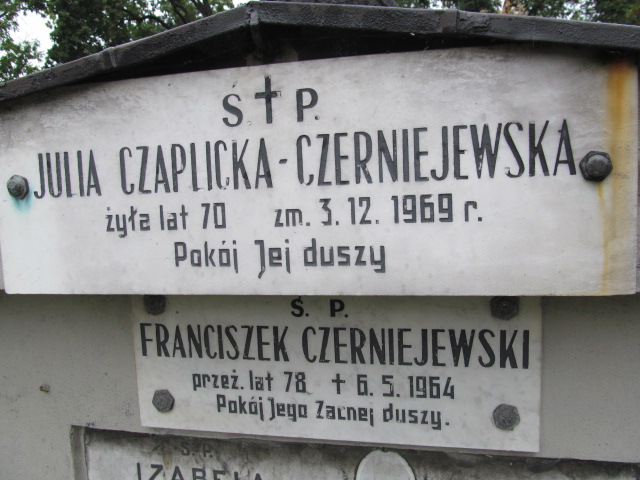 Ś † P.
JULIA CZAPLICKA-CZERNIEJEWSKA
żyła lat 70 zm. 3. 12. 1969 r.
Pokój Jej duszy
Ś. P.
FRANCISZEK CZERNIEJEWSKI
przeż. lat 78 † 6. 5. 1964
Pokój Jego Zacnej duszy.
Ś. P.
IZABELA